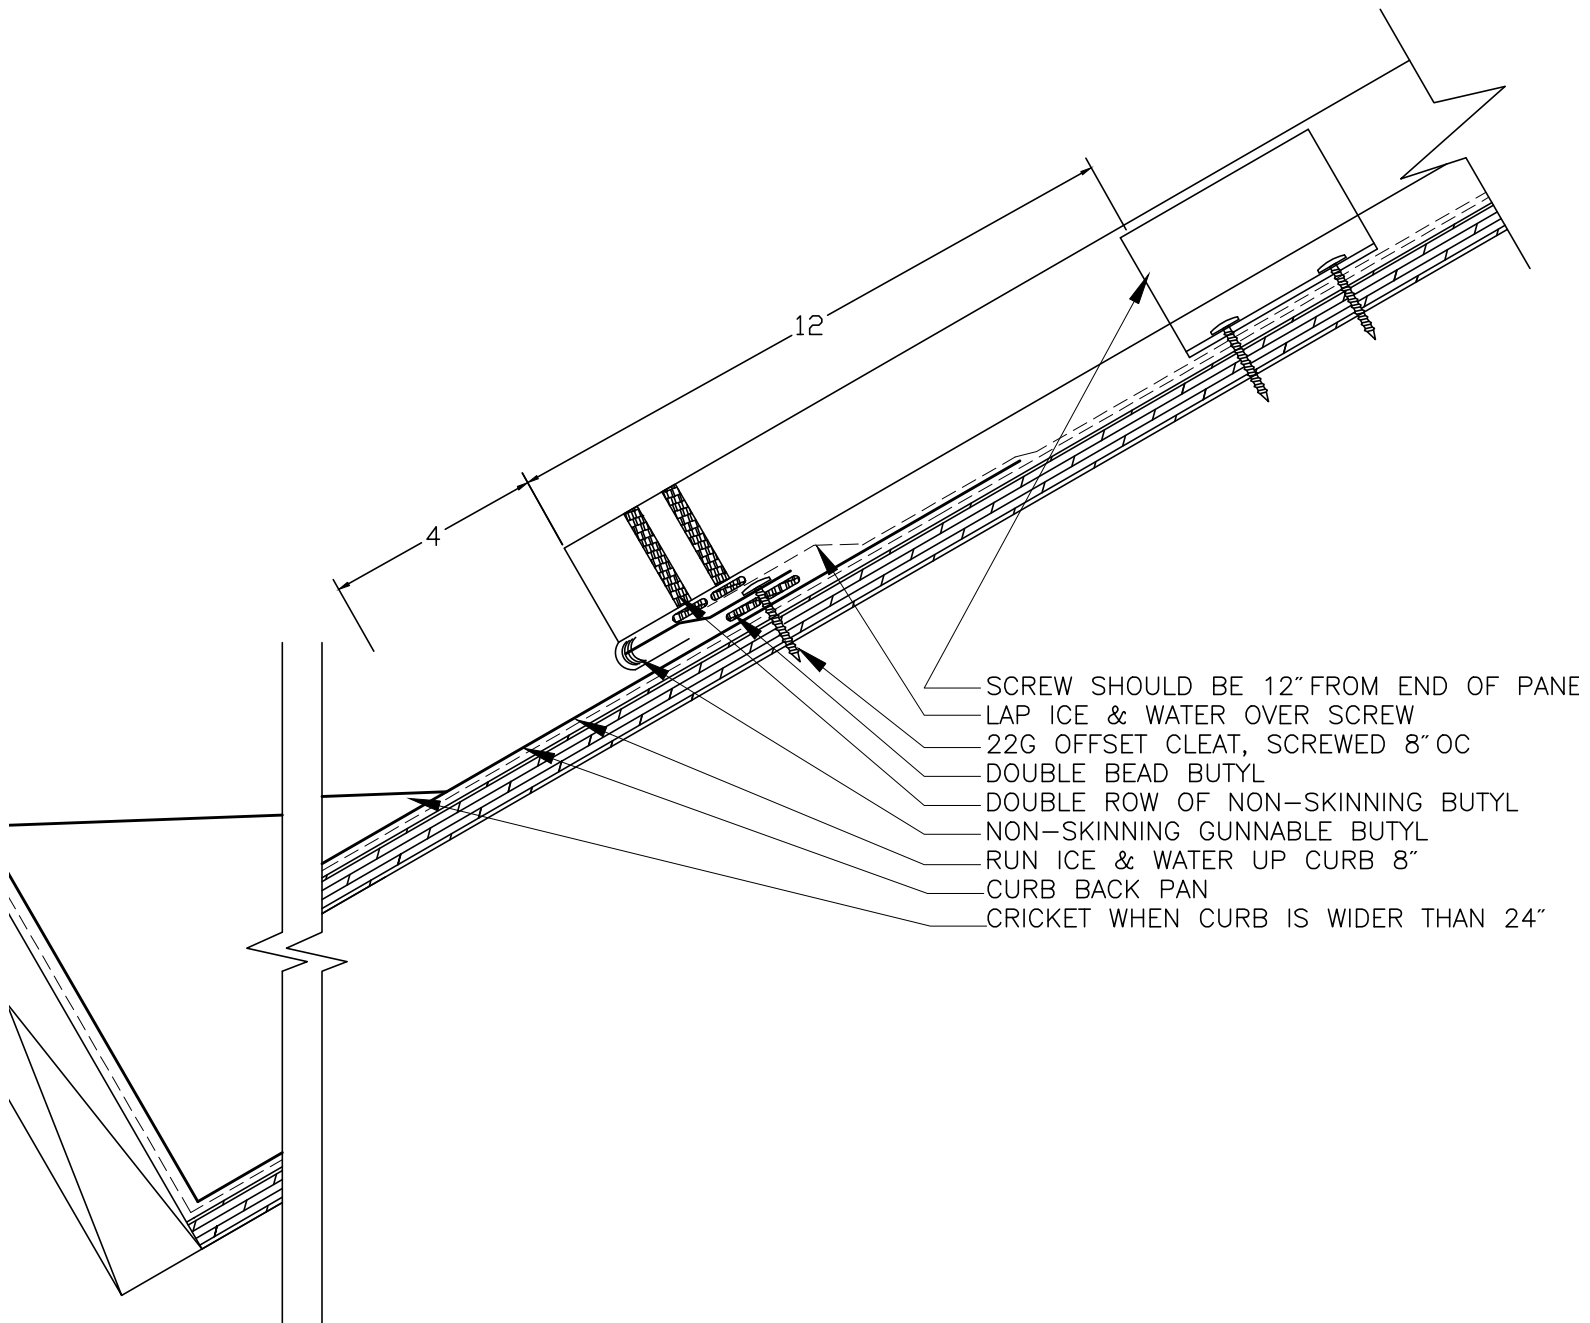 12
4
SCREW SHOULD BE 12" FROM END OF PANE
LAP ICE & WATER OVER SCREW
22G OFFSET CLEAT, SCREWED 8" OC
DOUBLE BEAD BUTYL
DOUBLE ROW OF NON-SKINNING BUTYL
NON-SKINNING GUNNABLE BUTYL
RUN ICE & WATER UP CURB 8"
CURB BACK PAN
CRICKET WHEN CURB IS WIDER THAN 24"